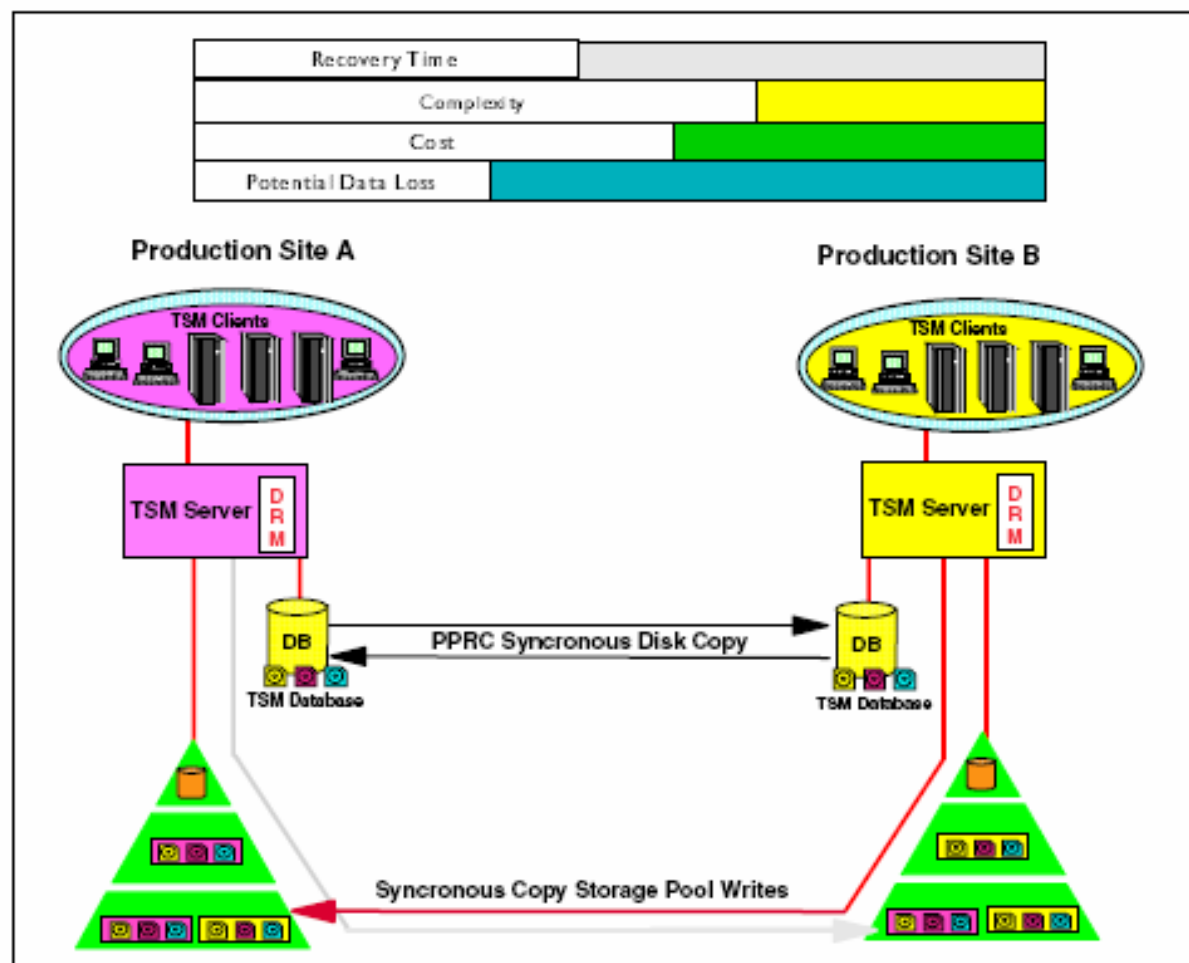 Recovery Time
Complexity
Cost
Potential Data Loss
Production Site A
Production Site B
TSM Clients
TSM Clients
TSM Server
D
R
M
TSM Server
D
R
M
DB
PPRC Syncronous Disk Copy
DB
TSM Database
TSM Database
Syncronous Copy Storage Pool Writes